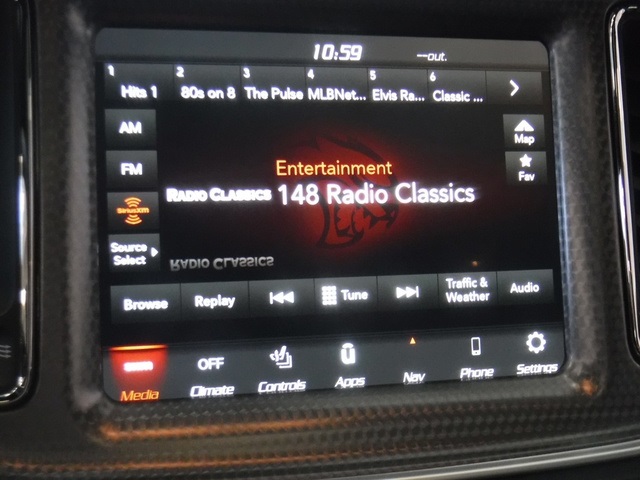 10:59 --out.
1 2 3 4 5 6
Hits 1 80s on 8 The Pulse MLBNet... Elvis Ra... Classic ...
AM
Map
FM
Fav
Entertainment
RADIO CLASSICS 148 Radio Classics
SiriusXM
Source
Select
RADIO CLASSICS
Browse Replay Tune Traffic &
Weather Audio
OFF
Media Climate Controls Apps Nav Phone Settings